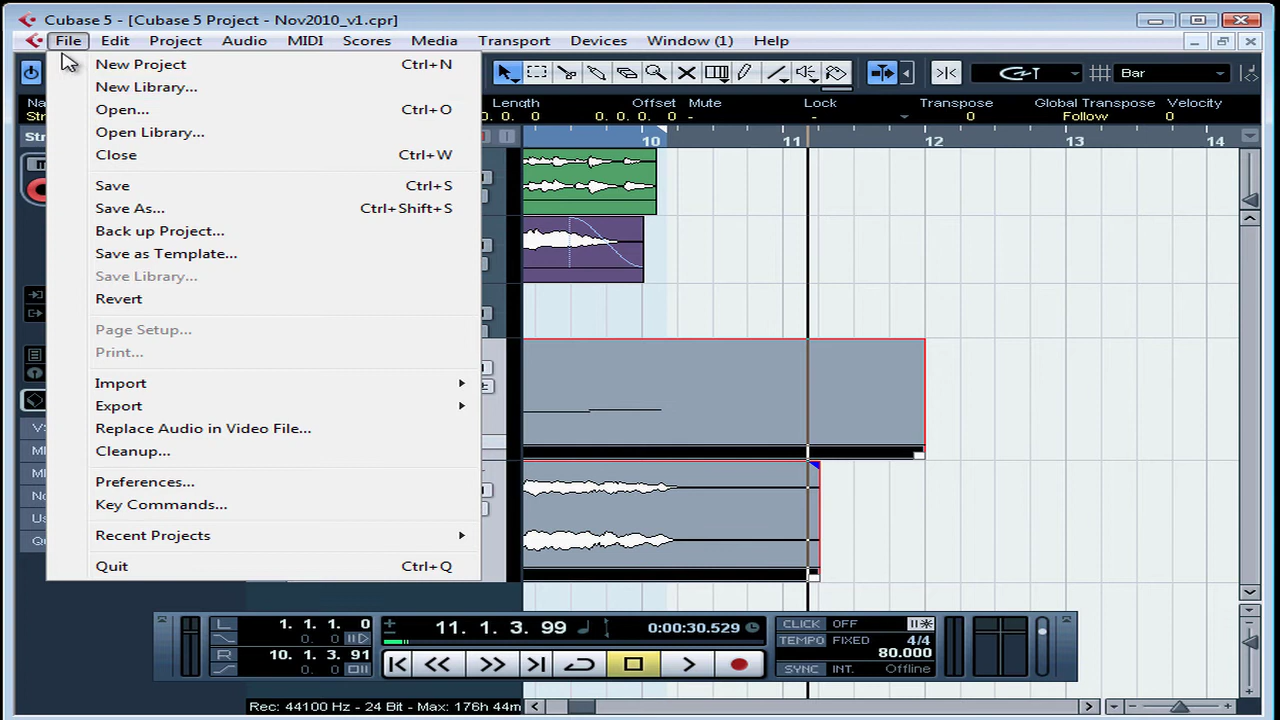 Cubase 5 - [Cubase 5 Project - Nov2010_v1.cpr]
File Edit Project Audio MIDI Scores Media Transport Devices Window (1) Help
New Project Ctrl+N
New Library...
Open... Ctrl+O
Open Library...
Close Ctrl+W
Save Ctrl+S
Save As... Ctrl+Shift+S
Back up Project...
Save as Template...
Save Library...
Revert
Page Setup...
Print...
Import
Export
Replace Audio in Video File...
Cleanup...
Preferences...
Key Commands...
Recent Projects
Quit Ctrl+Q
Bar
Length Offset Mute Lock Transpose Global Transpose Velocity
0. 0. 0 0. 0. 0. 0 - - 0 Follow 0
10 11 12 13 14
L 1. 1. 1. 0
0. 0
R 10. 1. 3. 91
0. 0
11. 1. 3. 99 0:00:30.529
CLICK OFF
TEMPO FIXED 4/4
80.000
SYNC INT. Offline
Rec: 44100 Hz - 24 Bit - Max: 176h 44m